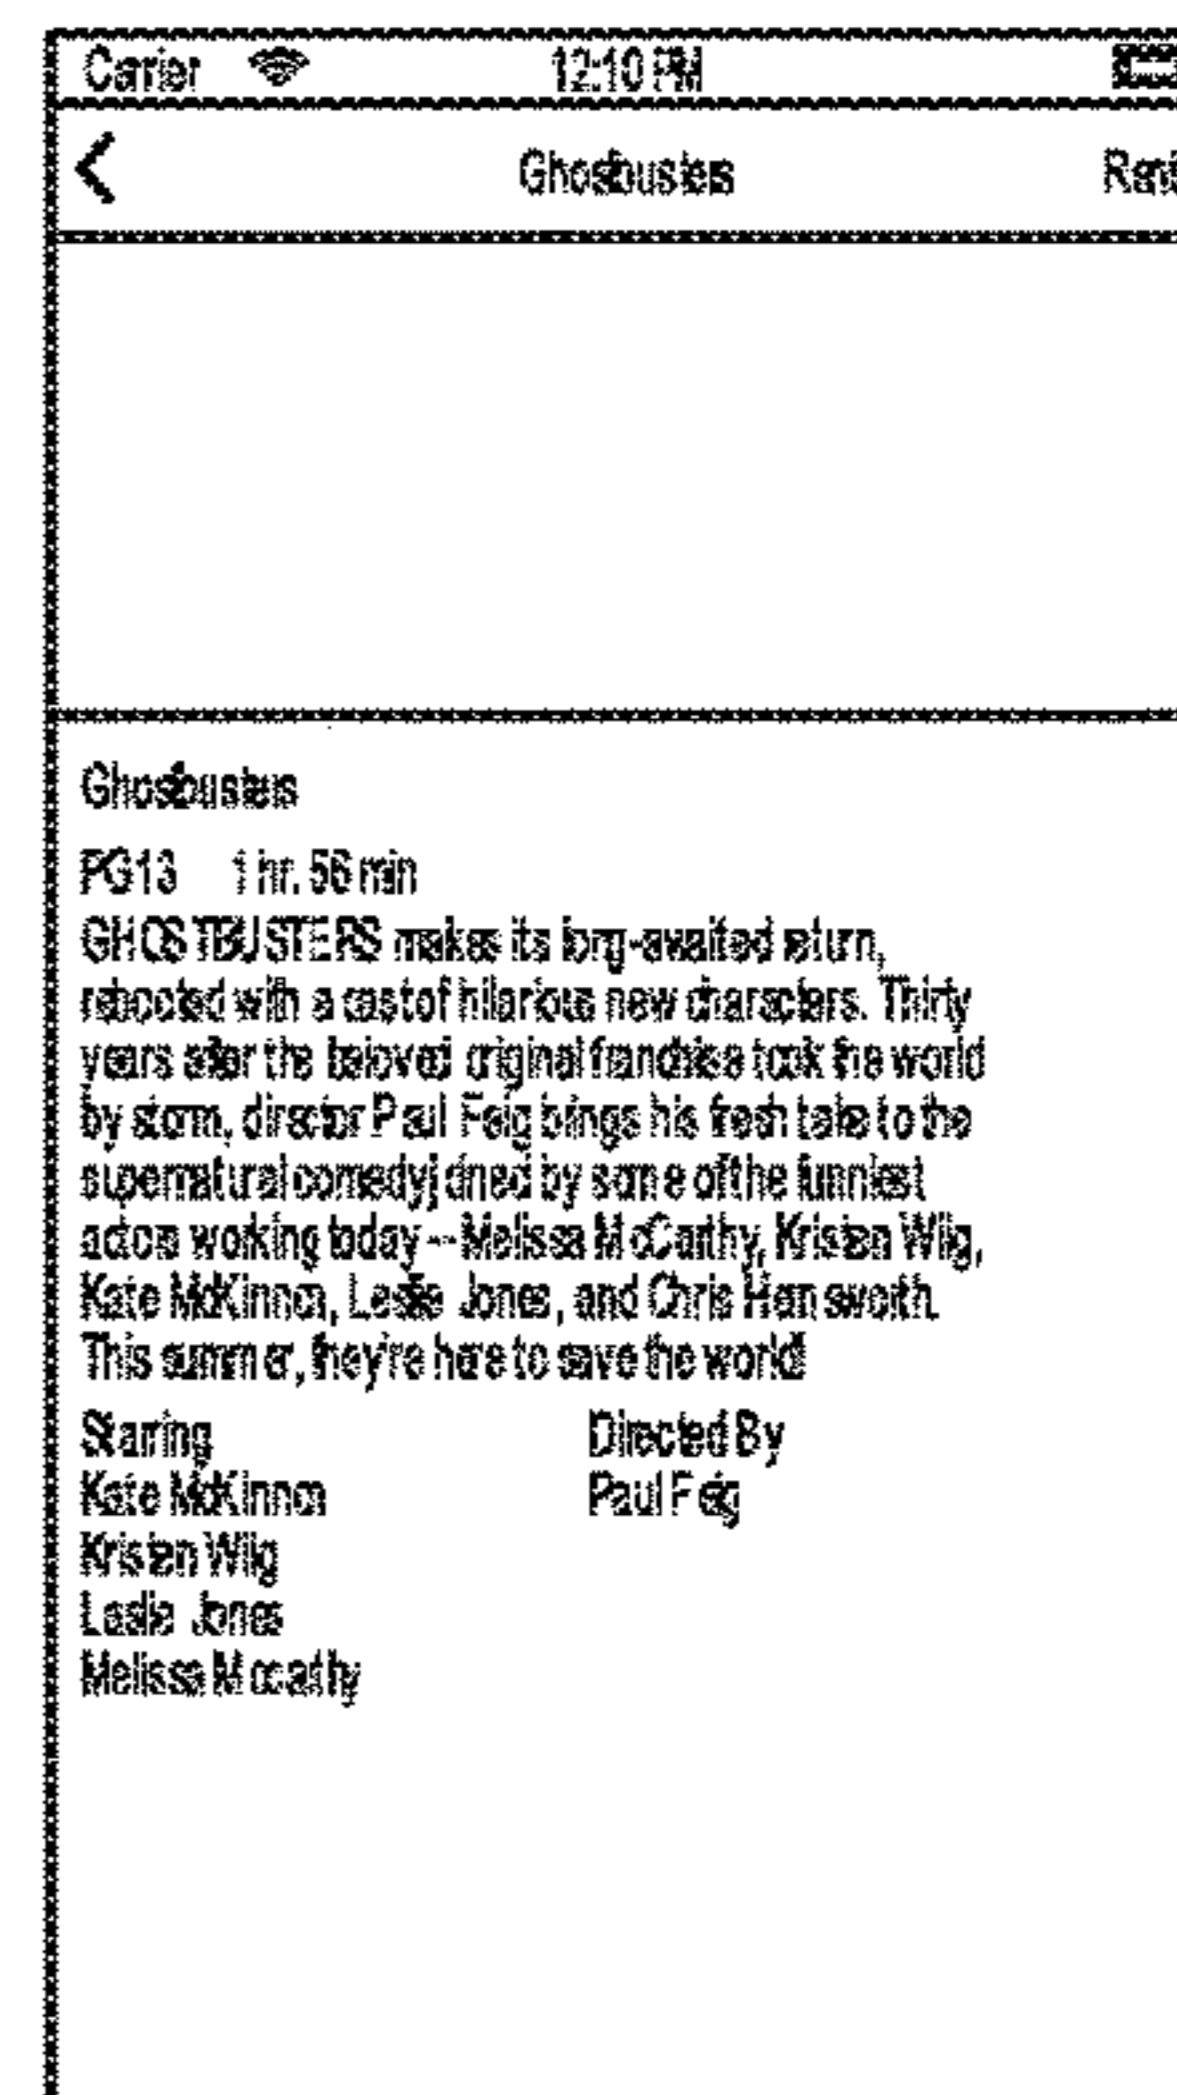 Carrier 12:10 PM
Ghostbusters Rent
Ghostbusters
PG13 1 hr. 56 min
GHOSTBUSTERS makes its long-awaited return,
rebooted with a cast of hilarious new characters. Thirty
years after the beloved original franchise took the world
by storm, director Paul Feig brings his fresh take to the
supernatural comedy, joined by some of the funniest
actors working today -- Melissa McCarthy, Kristen Wiig,
Kate McKinnon, Leslie Jones, and Chris Hemsworth.
This summer, they're here to save the world!
Starring Directed By
Kate McKinnon Paul Feig
Kristen Wiig
Leslie Jones
Melissa Mccathy